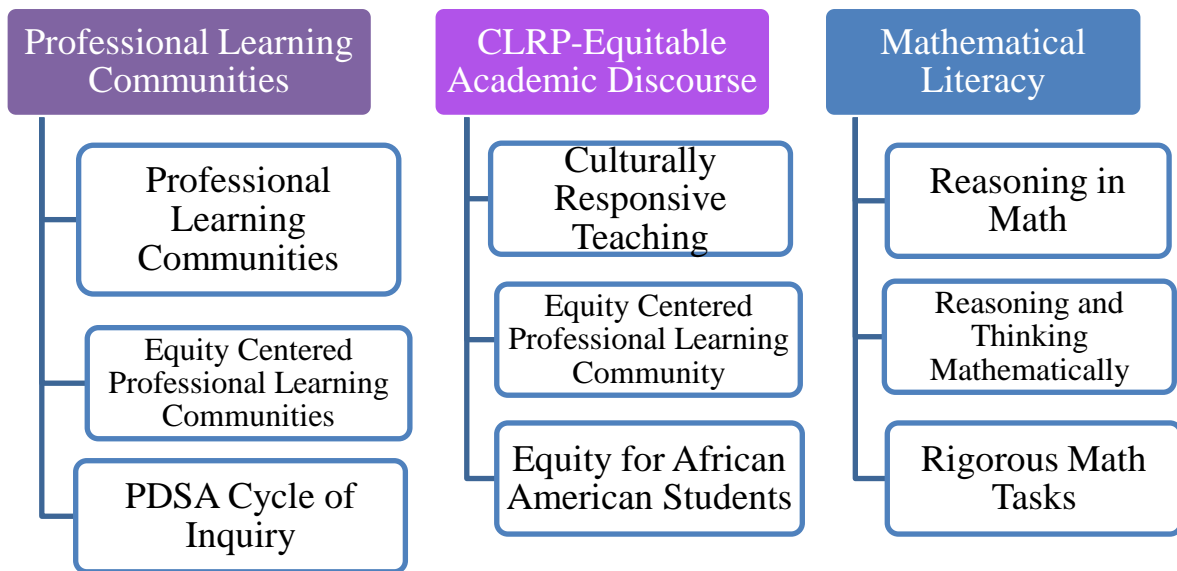 Professional Learning
Communities
Professional
Learning
Communities
Equity Centered
Professional Learning
Communities
PDSA Cycle of
Inquiry
CLRP-Equitable
Academic Discourse
Culturally
Responsive
Teaching
Equity Centered
Professional Learning
Community
Equity for African
American Students
Mathematical
Literacy
Reasoning in
Math
Reasoning and
Thinking
Mathematically
Rigorous Math
Tasks